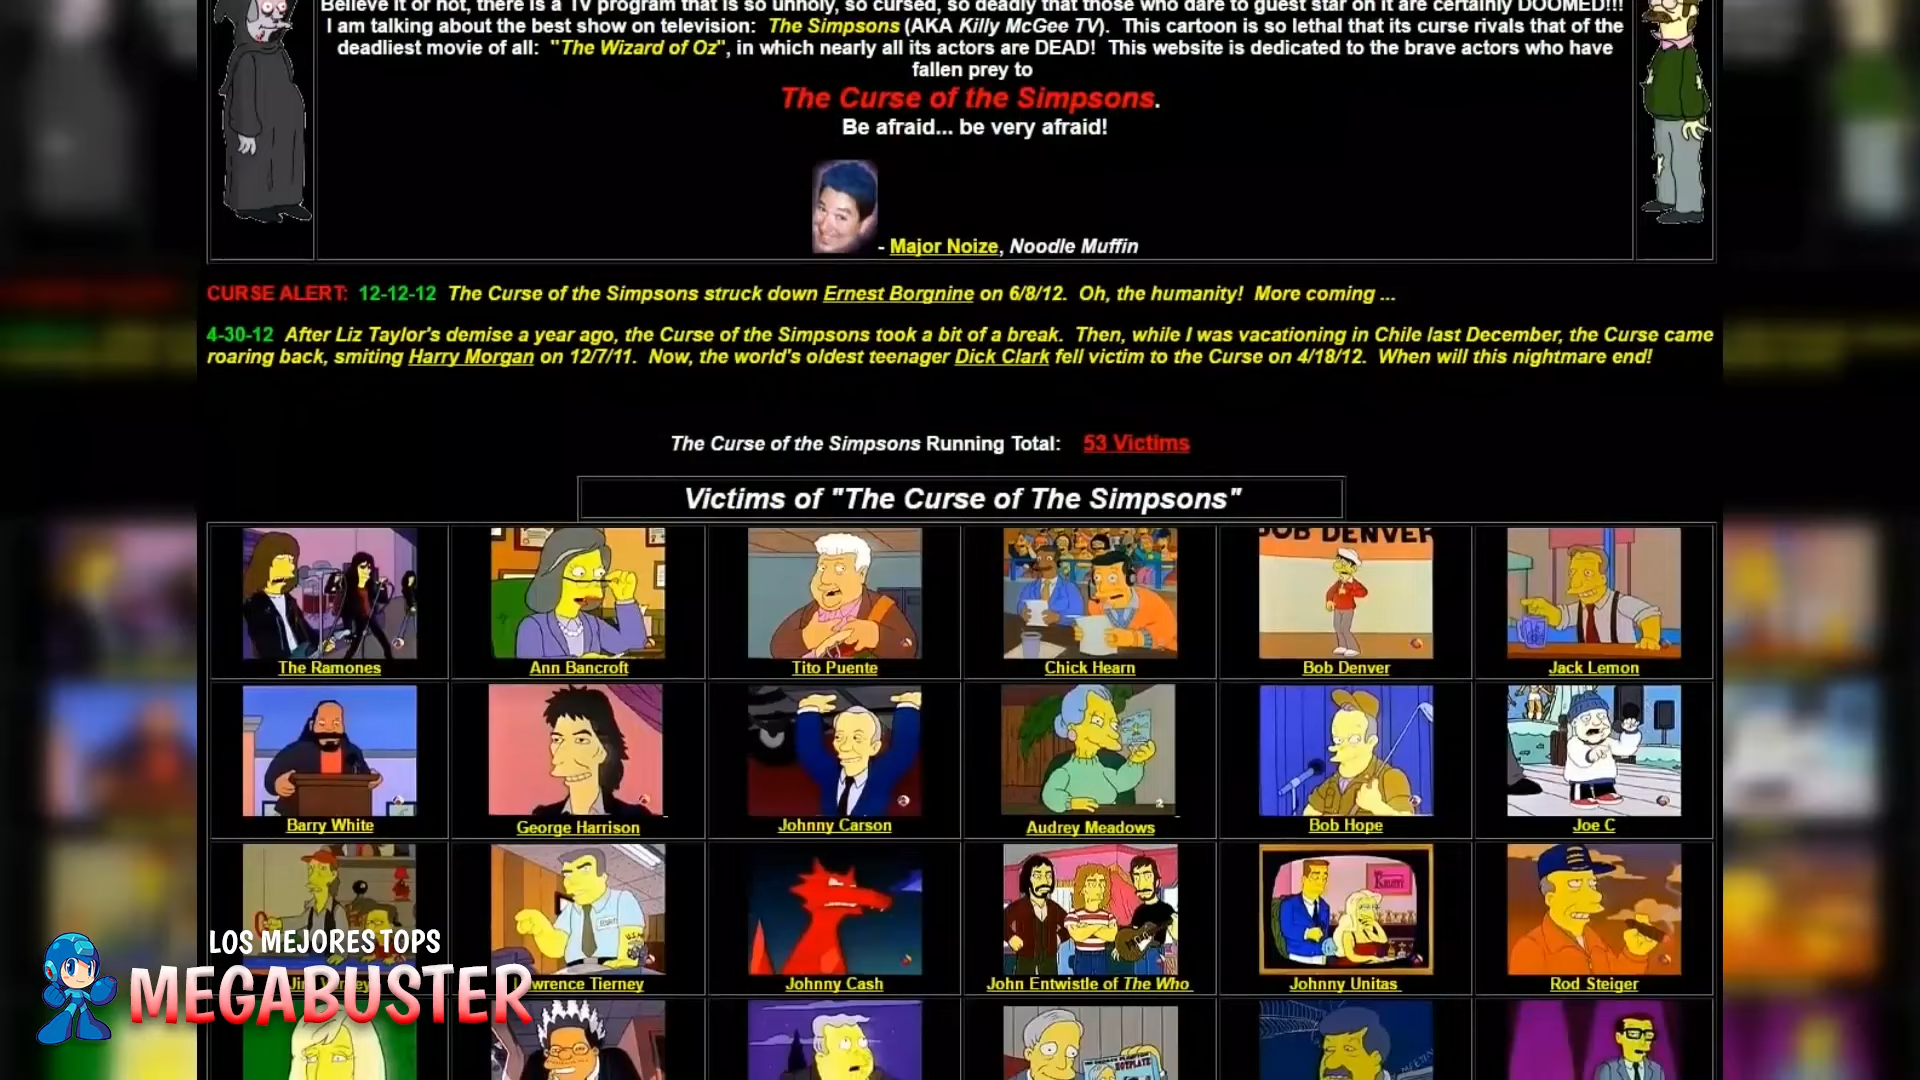 Believe it or not, there is a TV program that is so unholy, so cursed, so deadly that those who dare to guest star on it are certainly DOOMED!!!
I am talking about the best show on television: The Simpsons (AKA Killy McGee TV). This cartoon is so lethal that its curse rivals that of the
deadliest movie of all: "The Wizard of Oz", in which nearly all its actors are DEAD! This website is dedicated to the brave actors who have
fallen prey to
The Curse of the Simpsons.
Be afraid... be very afraid!
- Major Noize, Noodle Muffin
CURSE ALERT: 12-12-12 The Curse of the Simpsons struck down Ernest Borgnine on 6/8/12. Oh, the humanity! More coming ...
4-30-12 After Liz Taylor's demise a year ago, the Curse of the Simpsons took a bit of a break. Then, while I was vacationing in Chile last December, the Curse came
roaring back, smiting Harry Morgan on 12/7/11. Now, the world's oldest teenager Dick Clark fell victim to the Curse on 4/18/12. When will this nightmare end!
The Curse of the Simpsons Running Total: 53 Victims
Victims of "The Curse of The Simpsons"
BOB DENVER
The Ramones
Ann Bancroft
Tito Puente
Chick Hearn
Bob Denver
Jack Lemon
Barry White
George Harrison
Johnny Carson
Audrey Meadows
Bob Hope
Joe C
wrence Tierney
Johnny Cash
John Entwistle of The Who
Johnny Unitas
Rod Steiger
LOS MEJORES TOPS
MEGABUSTER